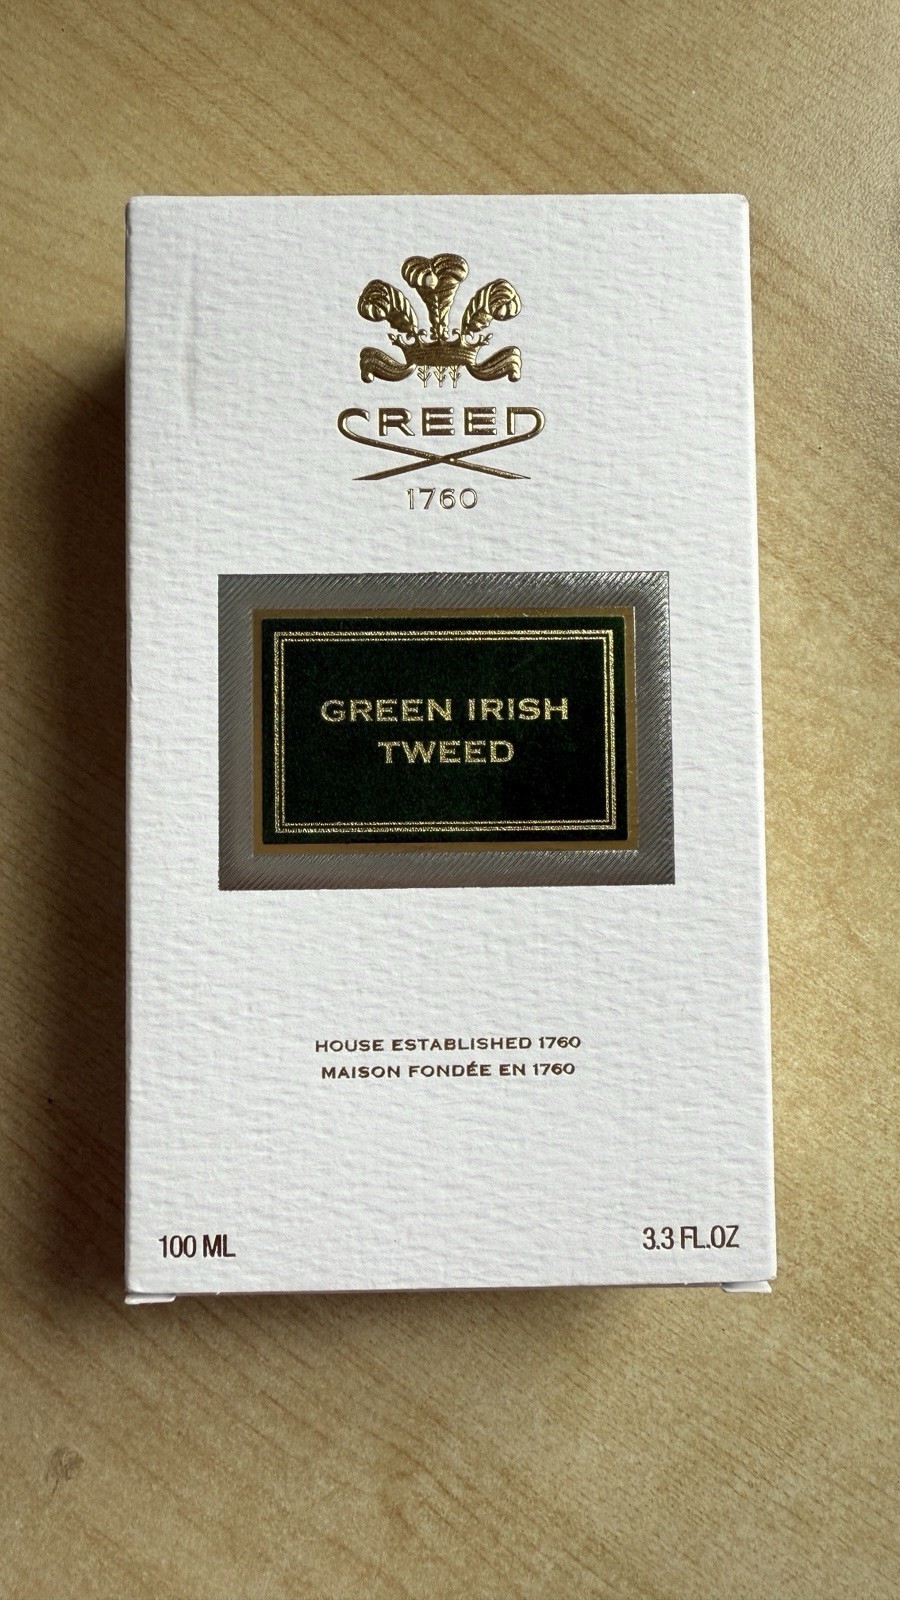 CREED
1760
GREEN IRISH
TWEED
HOUSE ESTABLISHED 1760
MAISON FONDÉE EN 1760
100 ML
3.3 FL.OZ